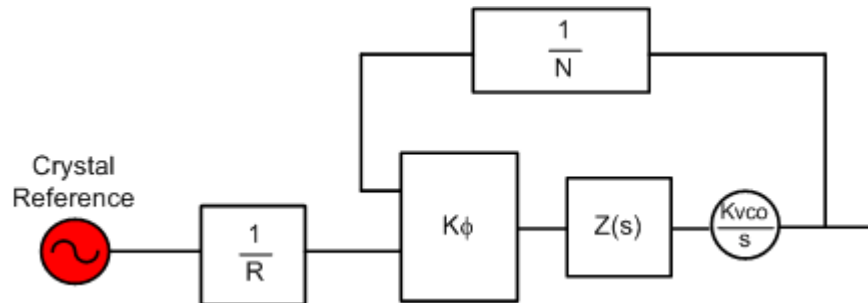 1
N
Crystal
Reference
1
R
Kϕ
Z(s)
Kvco
s